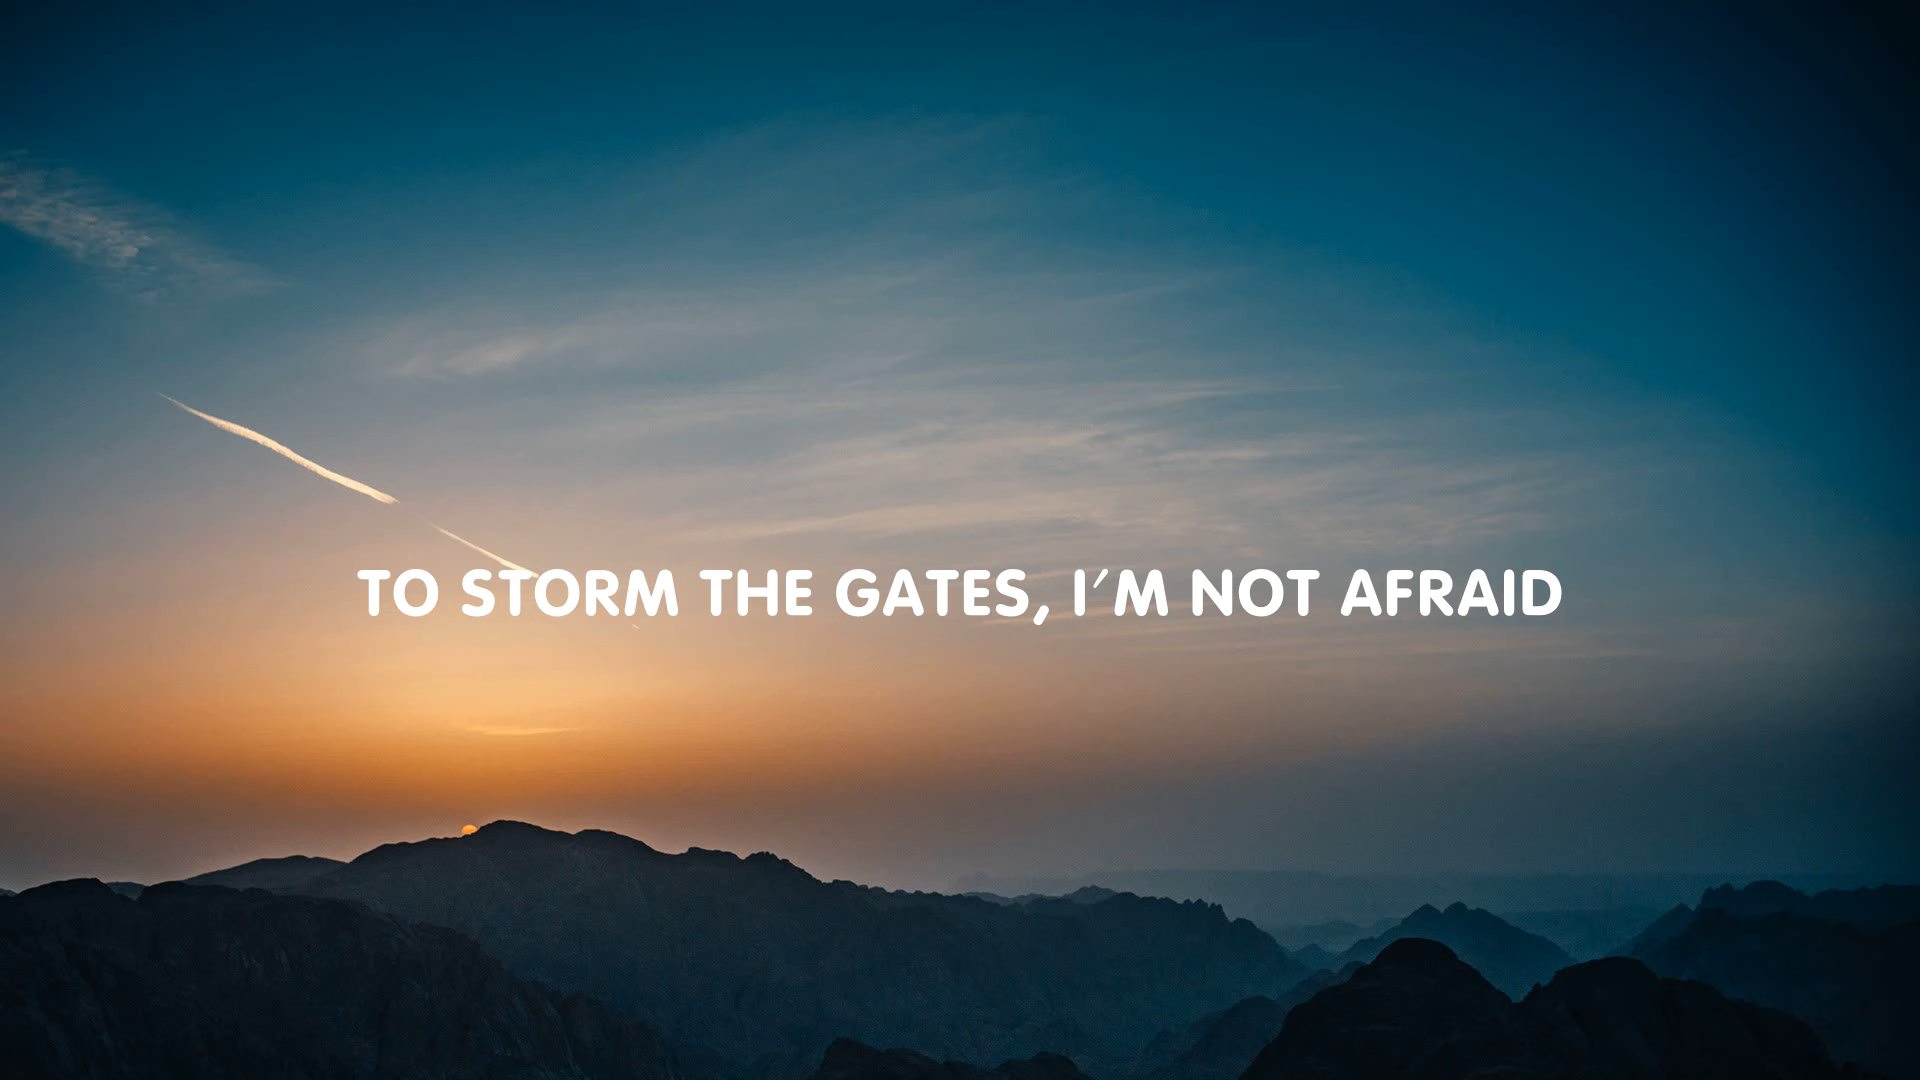 TO STORM THE GATES, I'M NOT AFRAID